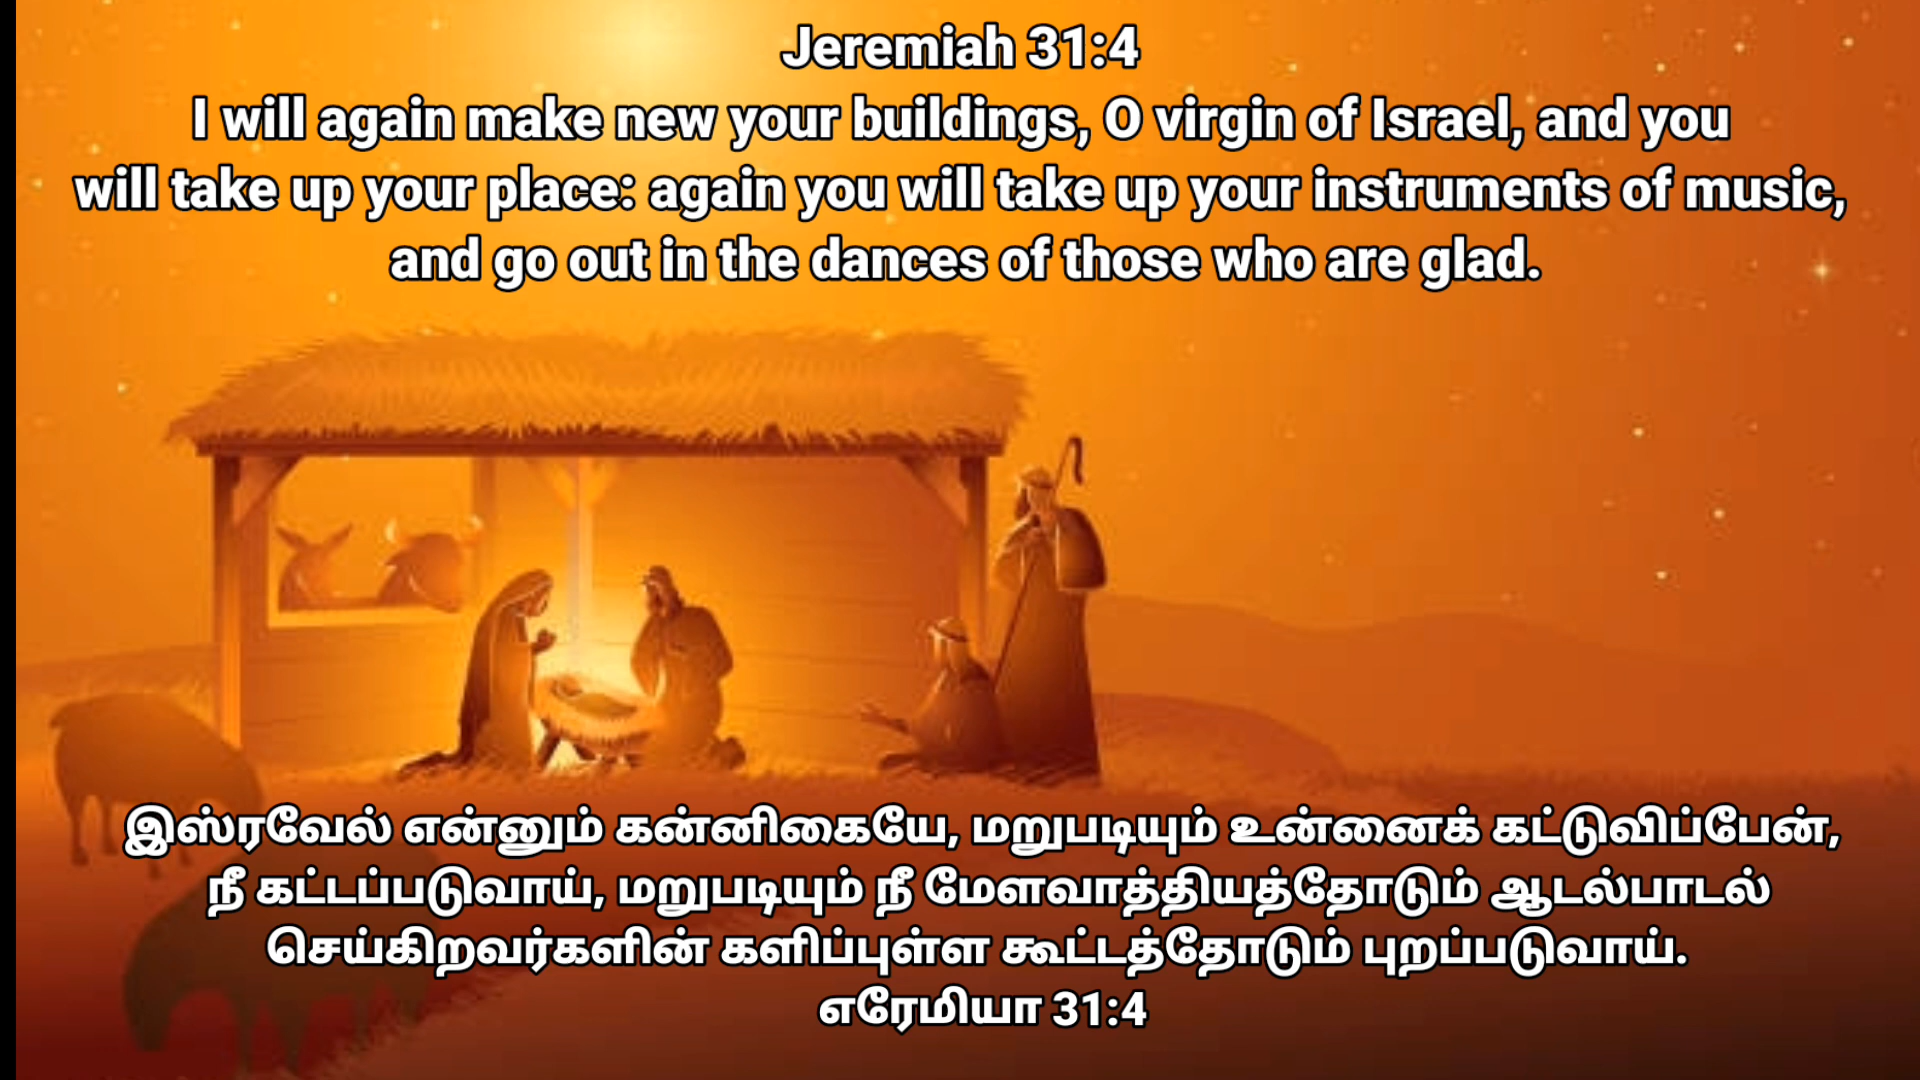 Jeremiah 31:4
I will again make new your buildings, O virgin of Israel, and you
will take up your place: again you will take up your instruments of music,
and go out in the dances of those who are glad.
இஸ்ரவேல் என்னும் கன்னிகையே, மறுபடியும் உன்னைக் கட்டுவிப்பேன்,
நீ கட்டப்படுவாய், மறுபடியும் நீ மேளவாத்தியத்தோடும் ஆடல்பாடல்
செய்கிறவர்களின் களிப்புள்ள கூட்டத்தோடும் புறப்படுவாய்.
எரேமியா 31:4